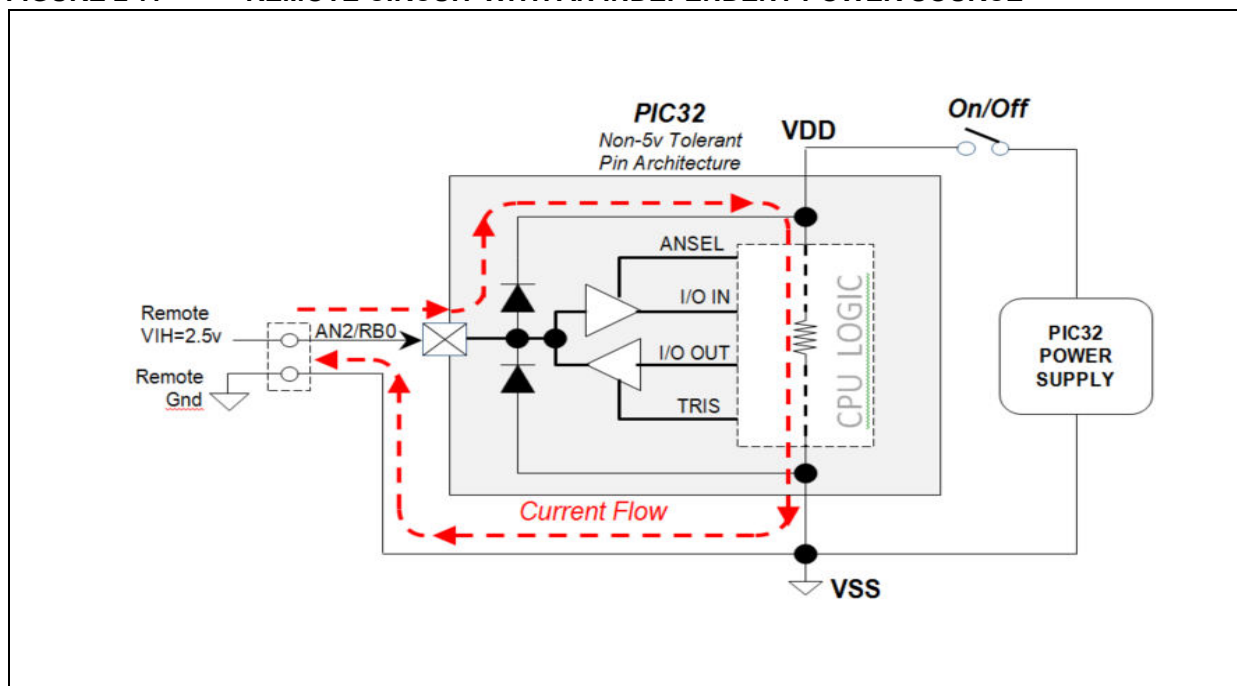 PIC32
Non-5v Tolerant
Pin Architecture
VDD
On/Off
ANSEL
I/O IN
I/O OUT
TRIS
CPU LOGIC
Remote
VIH=2.5v
AN2/RB0
Remote
Gnd
PIC32
POWER
SUPPLY
Current Flow
VSS